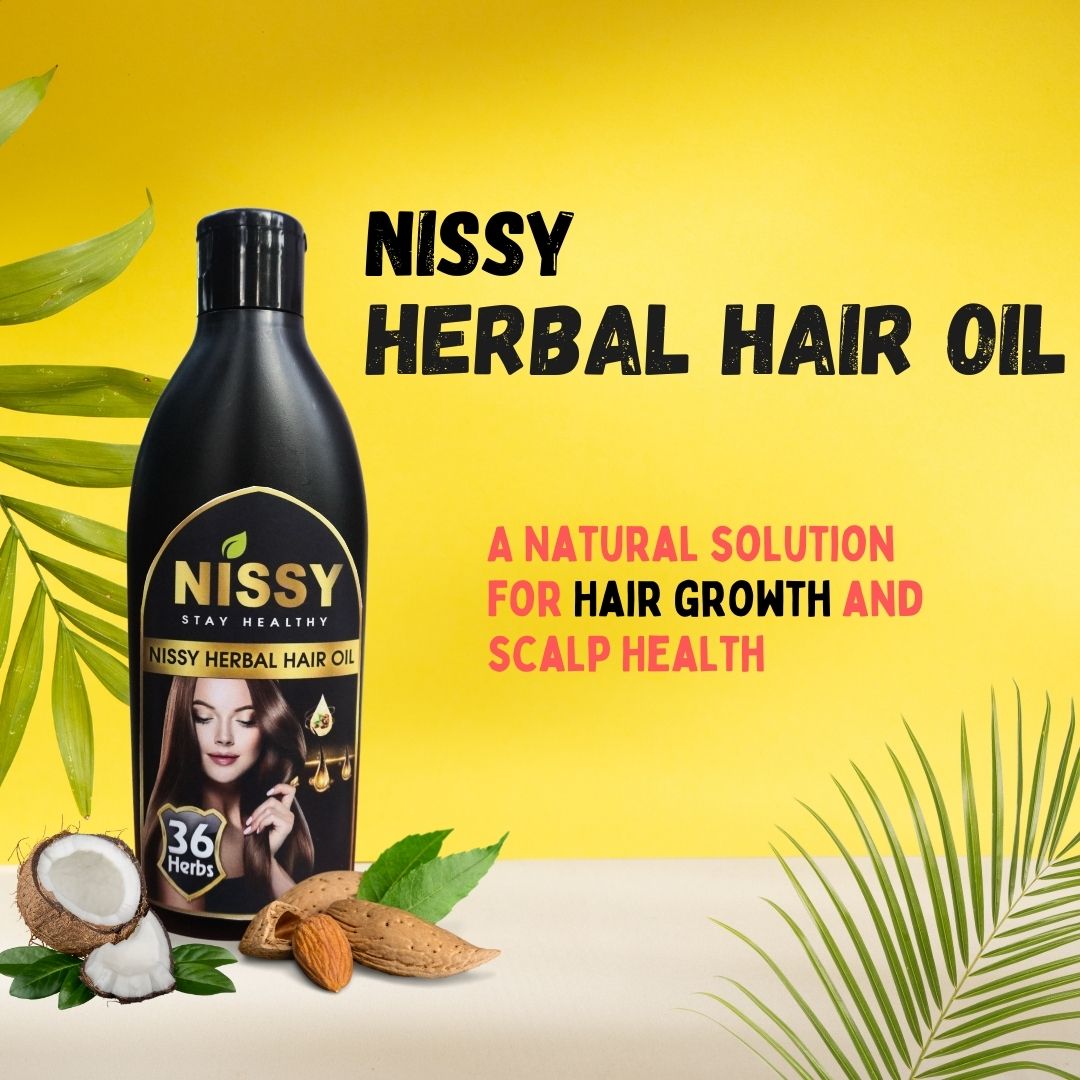 NISSY
HERBAL HAIR OIL
A NATURAL SOLUTION
FOR HAIR GROWTH AND
SCALP HEALTH
NISSY
STAY HEALTHY
NISSY HERBAL HAIR OIL
36
Herbs